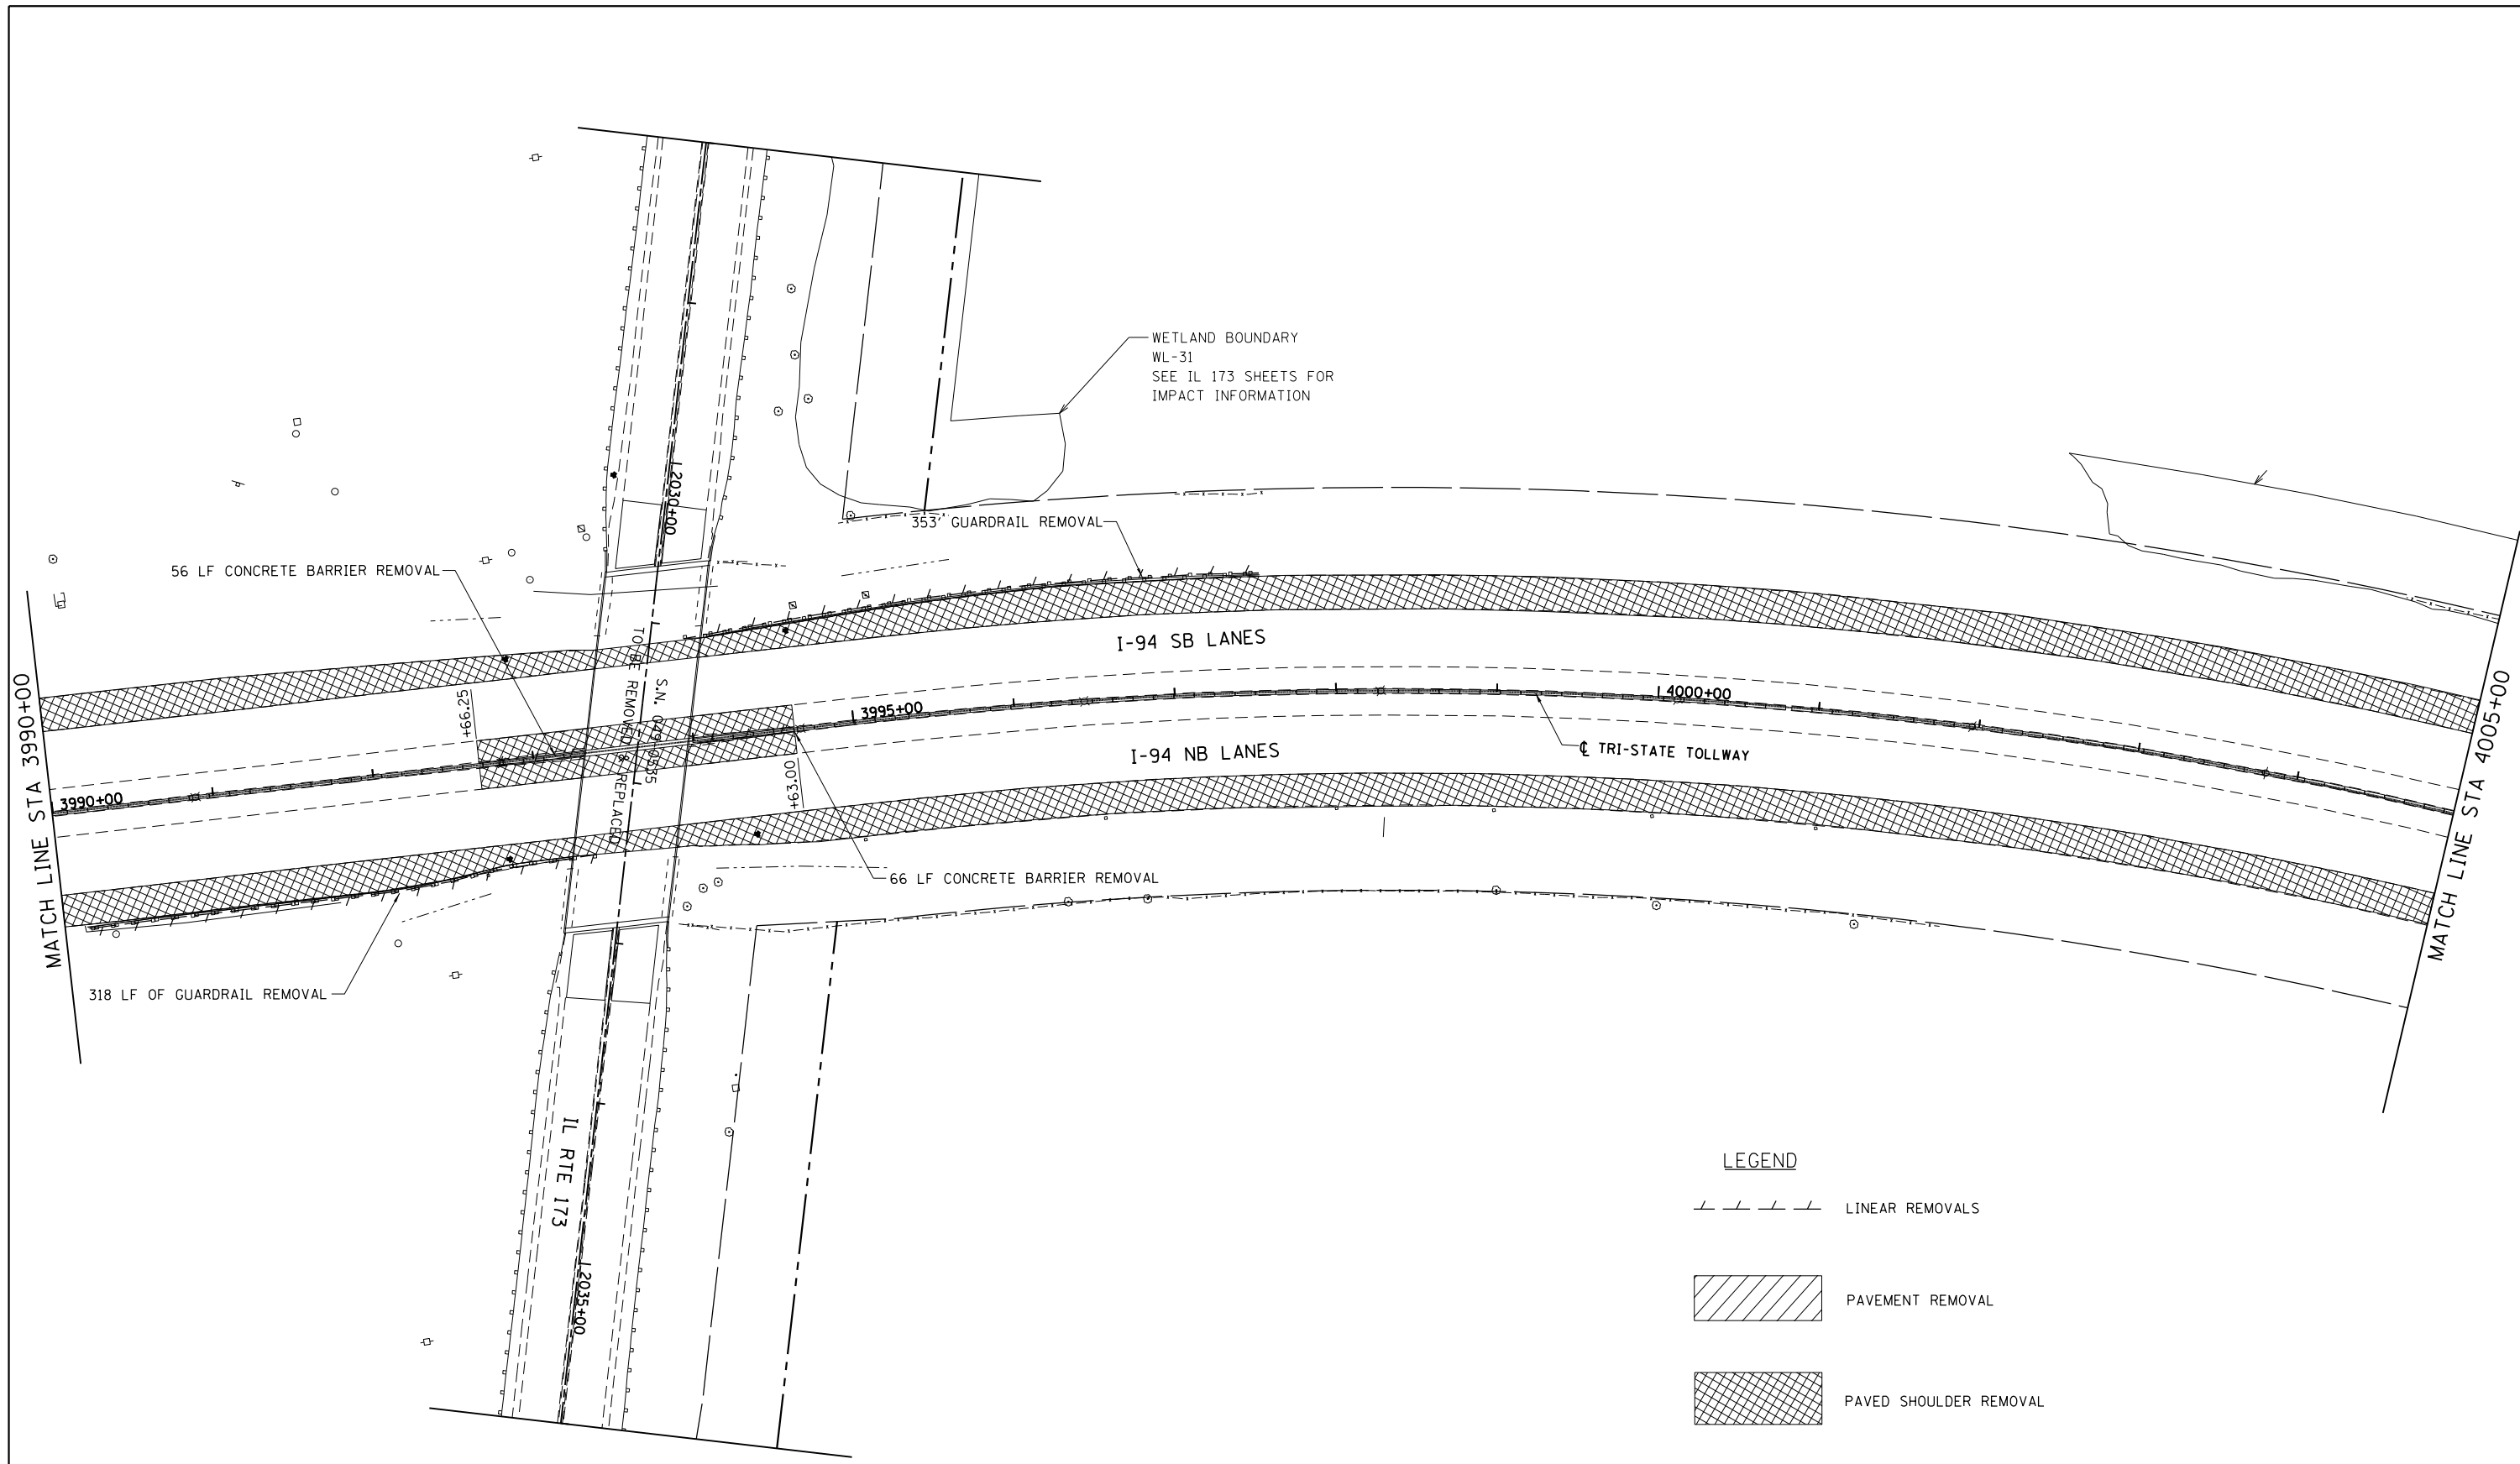 WETLAND BOUNDARY
WL-31
SEE IL 173 SHEETS FOR
IMPACT INFORMATION
2030+00
353' GUARDRAIL REMOVAL
56 LF CONCRETE BARRIER REMOVAL
I-94 SB LANES
TO BE REMOVED & REPLACED
S.N. 049-0535
+66.25
MATCH LINE STA 3990+00
3990+00
3995+00
4000+00
₵ TRI-STATE TOLLWAY
I-94 NB LANES
+63.00
MATCH LINE STA 4005+00
66 LF CONCRETE BARRIER REMOVAL
318 LF OF GUARDRAIL REMOVAL
IL RTE 173
2035+00
LEGEND
LINEAR REMOVALS
PAVEMENT REMOVAL
PAVED SHOULDER REMOVAL